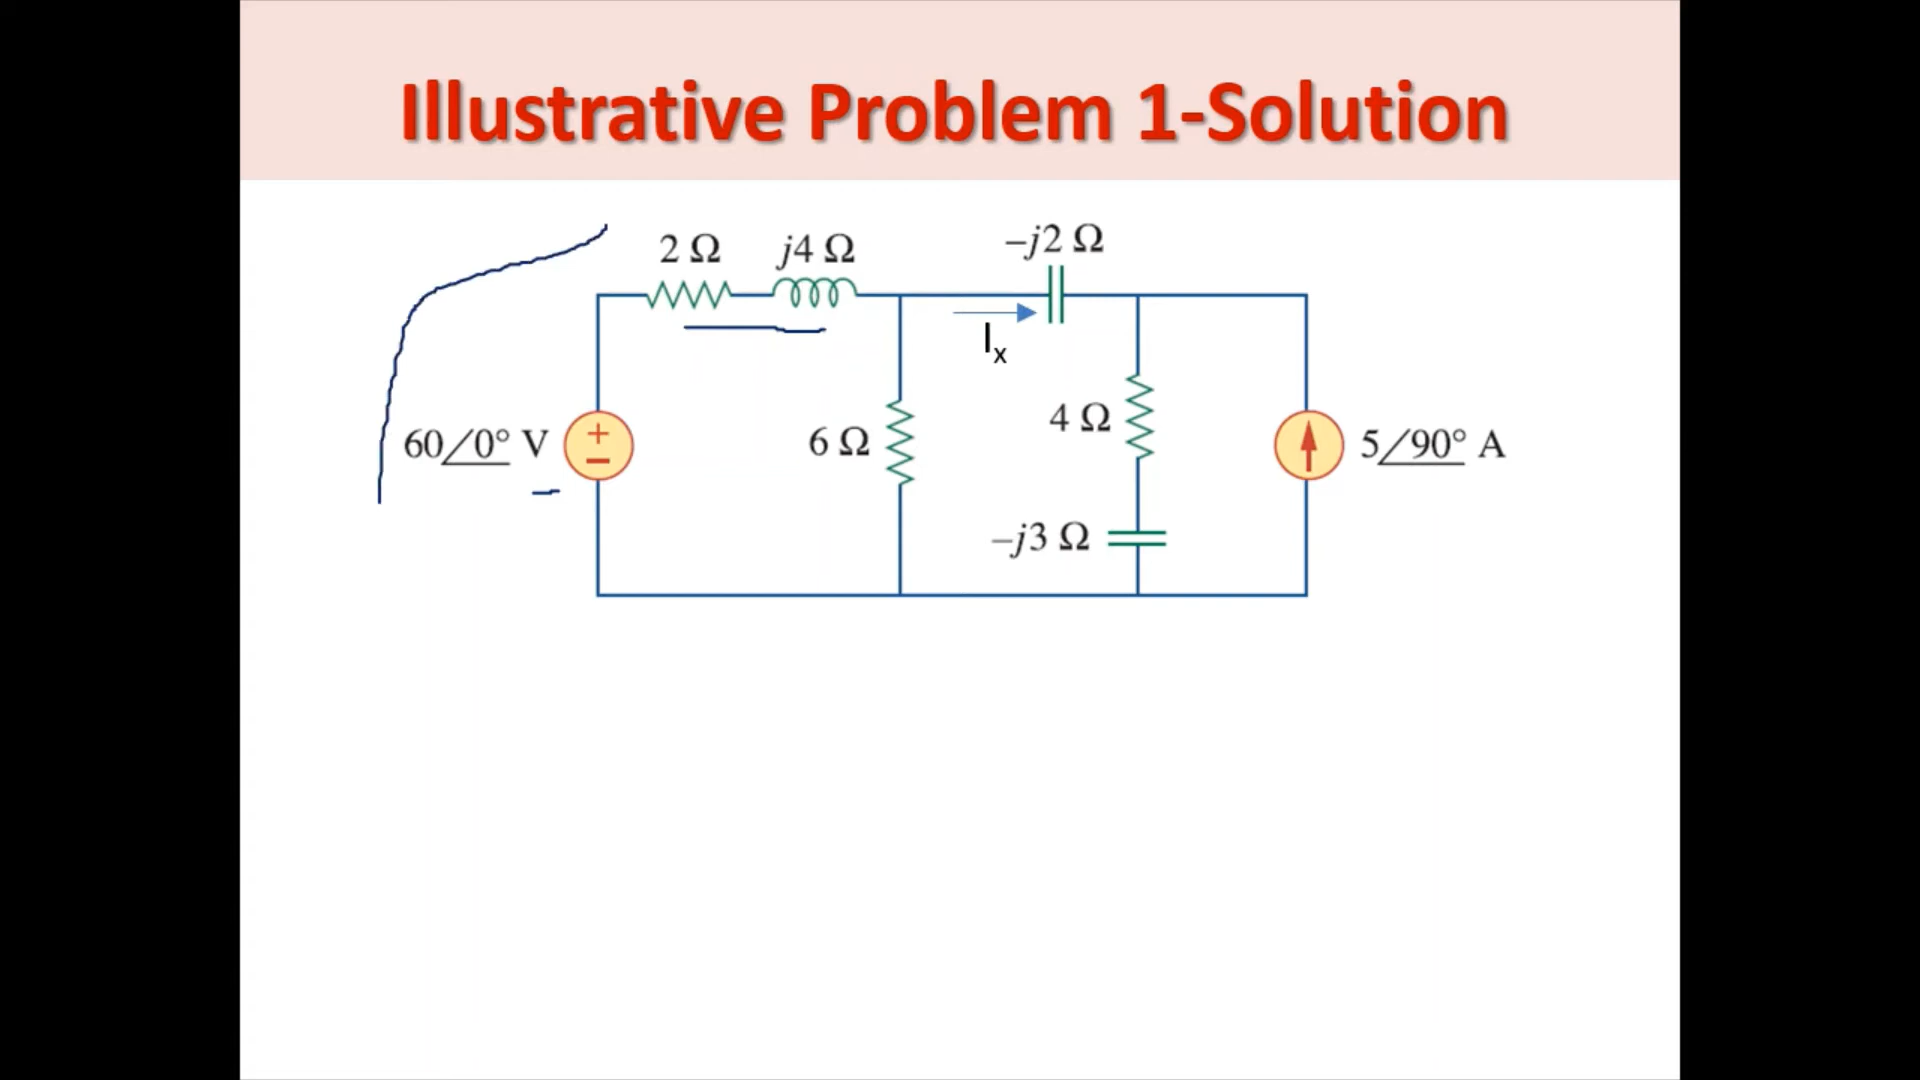 Illustrative Problem 1-Solution
2 Ω
j4 Ω
−j2 Ω
Iₓ
60∠0° V
+
−
6 Ω
4 Ω
5∠90° A
−j3 Ω